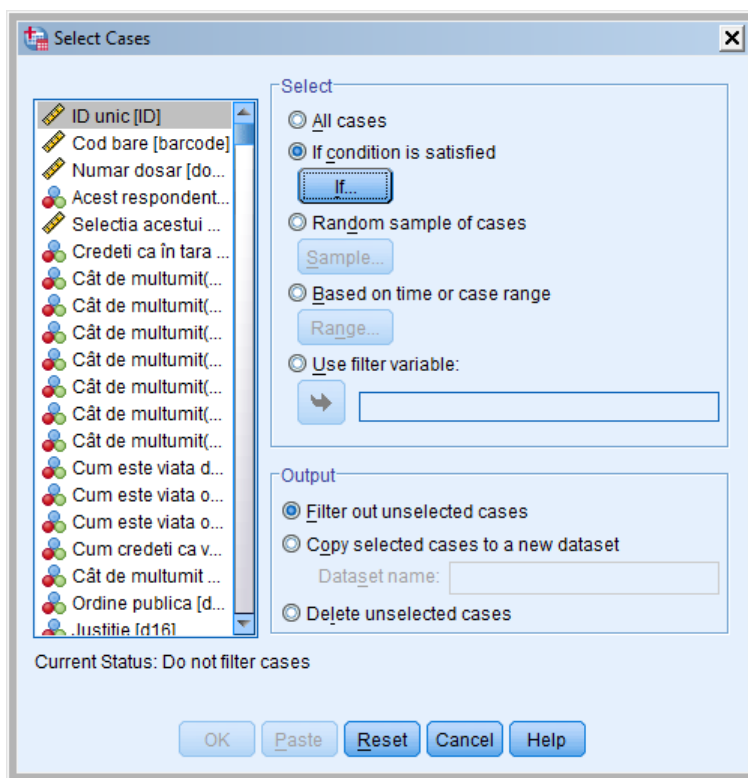 Select Cases
ID unic [ID]
Cod bare [barcode]
Numar dosar [do...
Acest respondent...
Selectia acestui ...
Credeti ca în tara ...
Cât de multumit(...
Cât de multumit(...
Cât de multumit(...
Cât de multumit(...
Cât de multumit(...
Cât de multumit(...
Cât de multumit(...
Cum este viata d...
Cum este viata o...
Cum este viata o...
Cum credeti ca v...
Cât de multumit ...
Ordine publica [d...
Justitie [d16]
Select
All cases
If condition is satisfied
If...
Random sample of cases
Sample...
Based on time or case range
Range...
Use filter variable:
Output
Filter out unselected cases
Copy selected cases to a new dataset
Dataset name:
Delete unselected cases
Current Status: Do not filter cases
OK Paste Reset Cancel Help